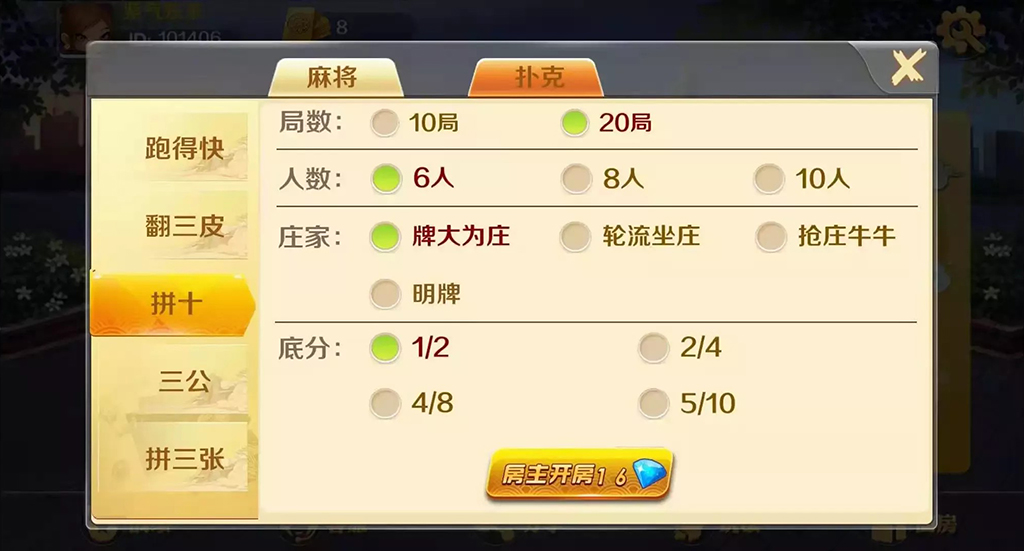 ID: 101406
8
麻将
扑克
跑得快
翻三皮
拼十
三公
拼三张
局数: 10局 20局
人数: 6人 8人 10人
庄家: 牌大为庄 轮流坐庄 抢庄牛牛
明牌
底分: 1/2 2/4
4/8 5/10
房主开房16